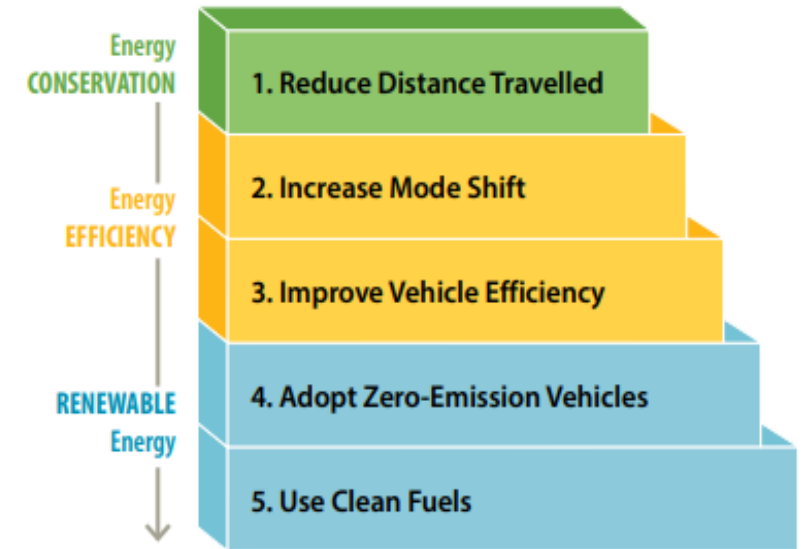 Energy
CONSERVATION
1. Reduce Distance Travelled
Energy
EFFICIENCY
2. Increase Mode Shift
3. Improve Vehicle Efficiency
RENEWABLE
Energy
4. Adopt Zero-Emission Vehicles
5. Use Clean Fuels